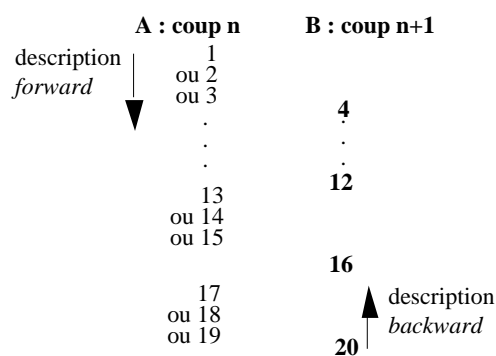 A : coup n B : coup n+1
description
forward
1
ou 2
ou 3
4
.
.
.
.
.
.
12
13
ou 14
ou 15
16
17
ou 18
ou 19
20
description
backward